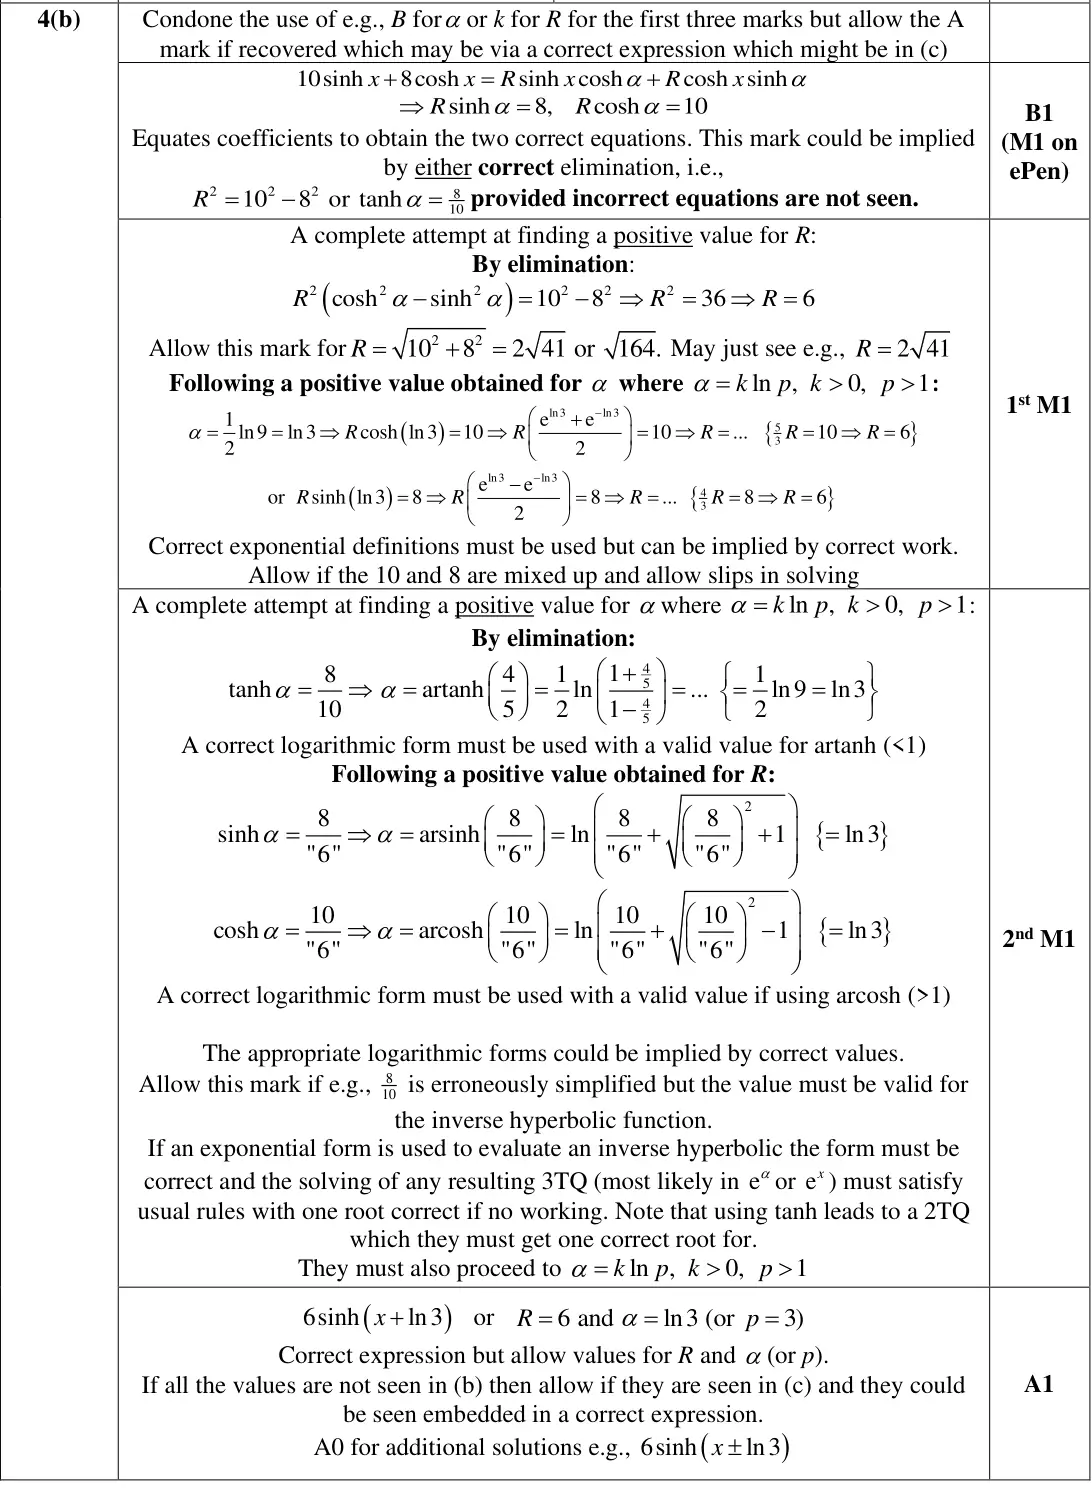 4(b)
Condone the use of e.g., B for α or k for R for the first three marks but allow the A
mark if recovered which may be via a correct expression which might be in (c)
10sinh x + 8cosh x = R sinh x cosh α + R cosh x sinh α
⇒ R sinh α = 8, R cosh α = 10
Equates coefficients to obtain the two correct equations. This mark could be implied
by either correct elimination, i.e.,
R² = 10² − 8² or tanh α = 8/10 provided incorrect equations are not seen.
B1
(M1 on
ePen)
A complete attempt at finding a positive value for R:
By elimination:
R² (cosh² α − sinh² α) = 10² − 8² ⇒ R² = 36 ⇒ R = 6
Allow this mark for R = √(10² + 8²) = 2√41 or √164. May just see e.g., R = 2√41
Following a positive value obtained for α where α = k ln p, k > 0, p > 1:
α = 1/2 ln 9 = ln 3 ⇒ R cosh (ln 3) = 10 ⇒ R ((e^(ln 3) + e^(−ln 3))/2) = 10 ⇒ R = ... {5/3 R = 10 ⇒ R = 6}
or R sinh (ln 3) = 8 ⇒ R ((e^(ln 3) − e^(−ln 3))/2) = 8 ⇒ R = ... {4/3 R = 8 ⇒ R = 6}
Correct exponential definitions must be used but can be implied by correct work.
Allow if the 10 and 8 are mixed up and allow slips in solving
1st M1
A complete attempt at finding a positive value for α where α = k ln p, k > 0, p > 1:
By elimination:
tanh α = 8/10 ⇒ α = artanh (4/5) = 1/2 ln ((1 + 4/5)/(1 − 4/5)) = ... {= 1/2 ln 9 = ln 3}
A correct logarithmic form must be used with a valid value for artanh (<1)
Following a positive value obtained for R:
sinh α = 8/"6" ⇒ α = arsinh (8/"6") = ln (8/"6" + √((8/"6")² + 1)) {= ln 3}
cosh α = 10/"6" ⇒ α = arcosh (10/"6") = ln (10/"6" + √((10/"6")² − 1)) {= ln 3}
A correct logarithmic form must be used with a valid value if using arcosh (>1)
The appropriate logarithmic forms could be implied by correct values.
Allow this mark if e.g., 8/10 is erroneously simplified but the value must be valid for
the inverse hyperbolic function.
If an exponential form is used to evaluate an inverse hyperbolic the form must be
correct and the solving of any resulting 3TQ (most likely in e^α or e^x) must satisfy
usual rules with one root correct if no working. Note that using tanh leads to a 2TQ
which they must get one correct root for.
They must also proceed to α = k ln p, k > 0, p > 1
2nd M1
6sinh (x + ln 3) or R = 6 and α = ln 3 (or p = 3)
Correct expression but allow values for R and α (or p).
If all the values are not seen in (b) then allow if they are seen in (c) and they could
be seen embedded in a correct expression.
A0 for additional solutions e.g., 6sinh (x ± ln 3)
A1